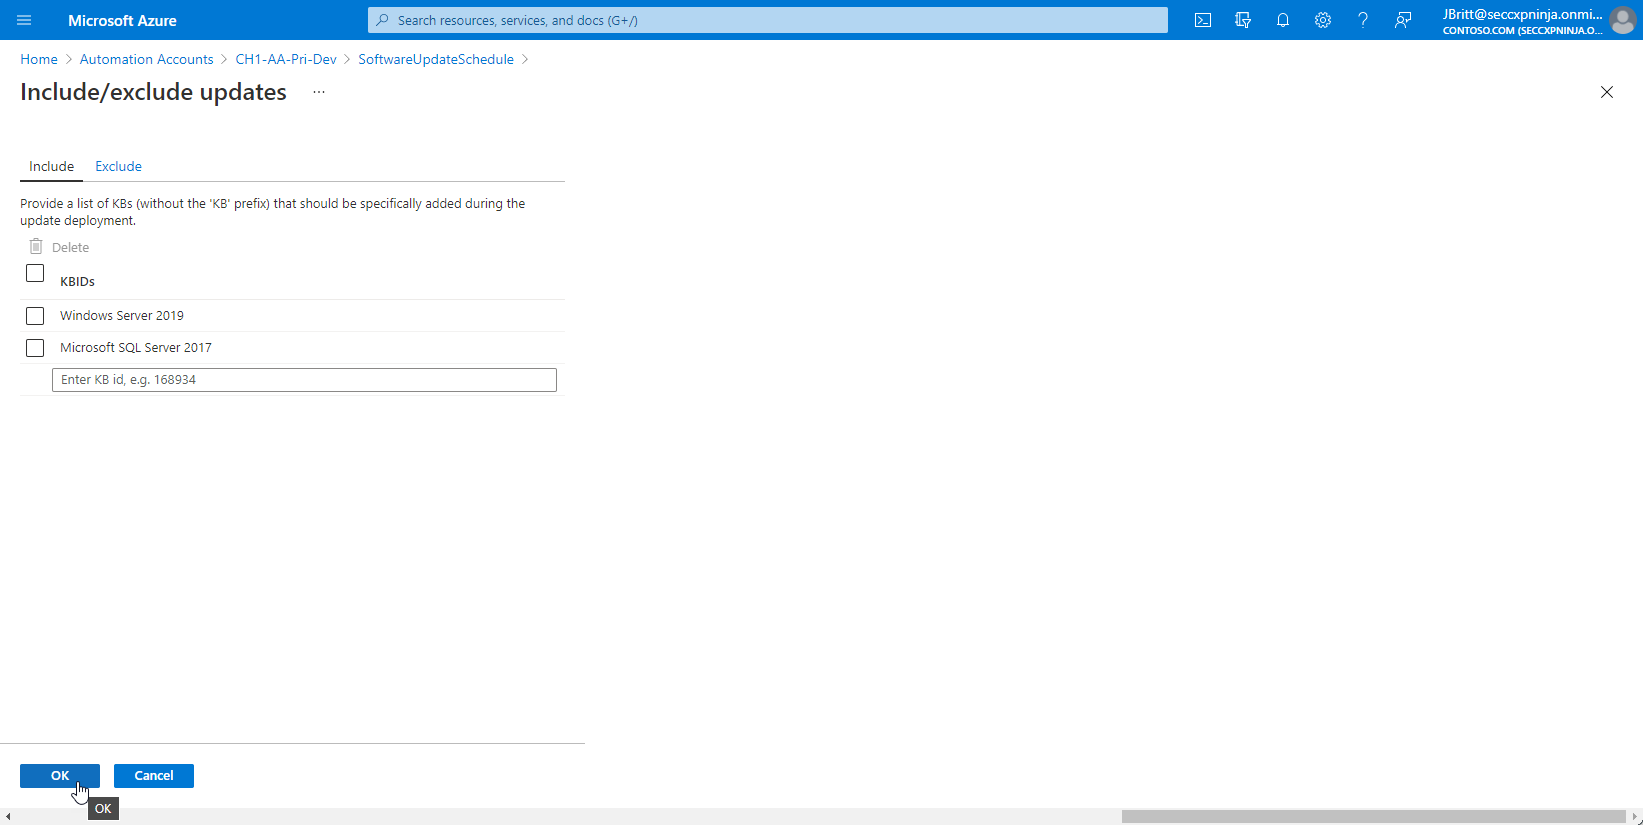 Microsoft Azure
Search resources, services, and docs (G+/)
JBritt@seccxpninja.onmi...
CONTOSO.COM (SECCXPNINJA.O...
Home > Automation Accounts > CH1-AA-Pri-Dev > SoftwareUpdateSchedule >
Include/exclude updates ...
Include Exclude
Provide a list of KBs (without the 'KB' prefix) that should be specifically added during the
update deployment.
Delete
KBIDs
Windows Server 2019
Microsoft SQL Server 2017
Enter KB id, e.g. 168934
OK Cancel
OK